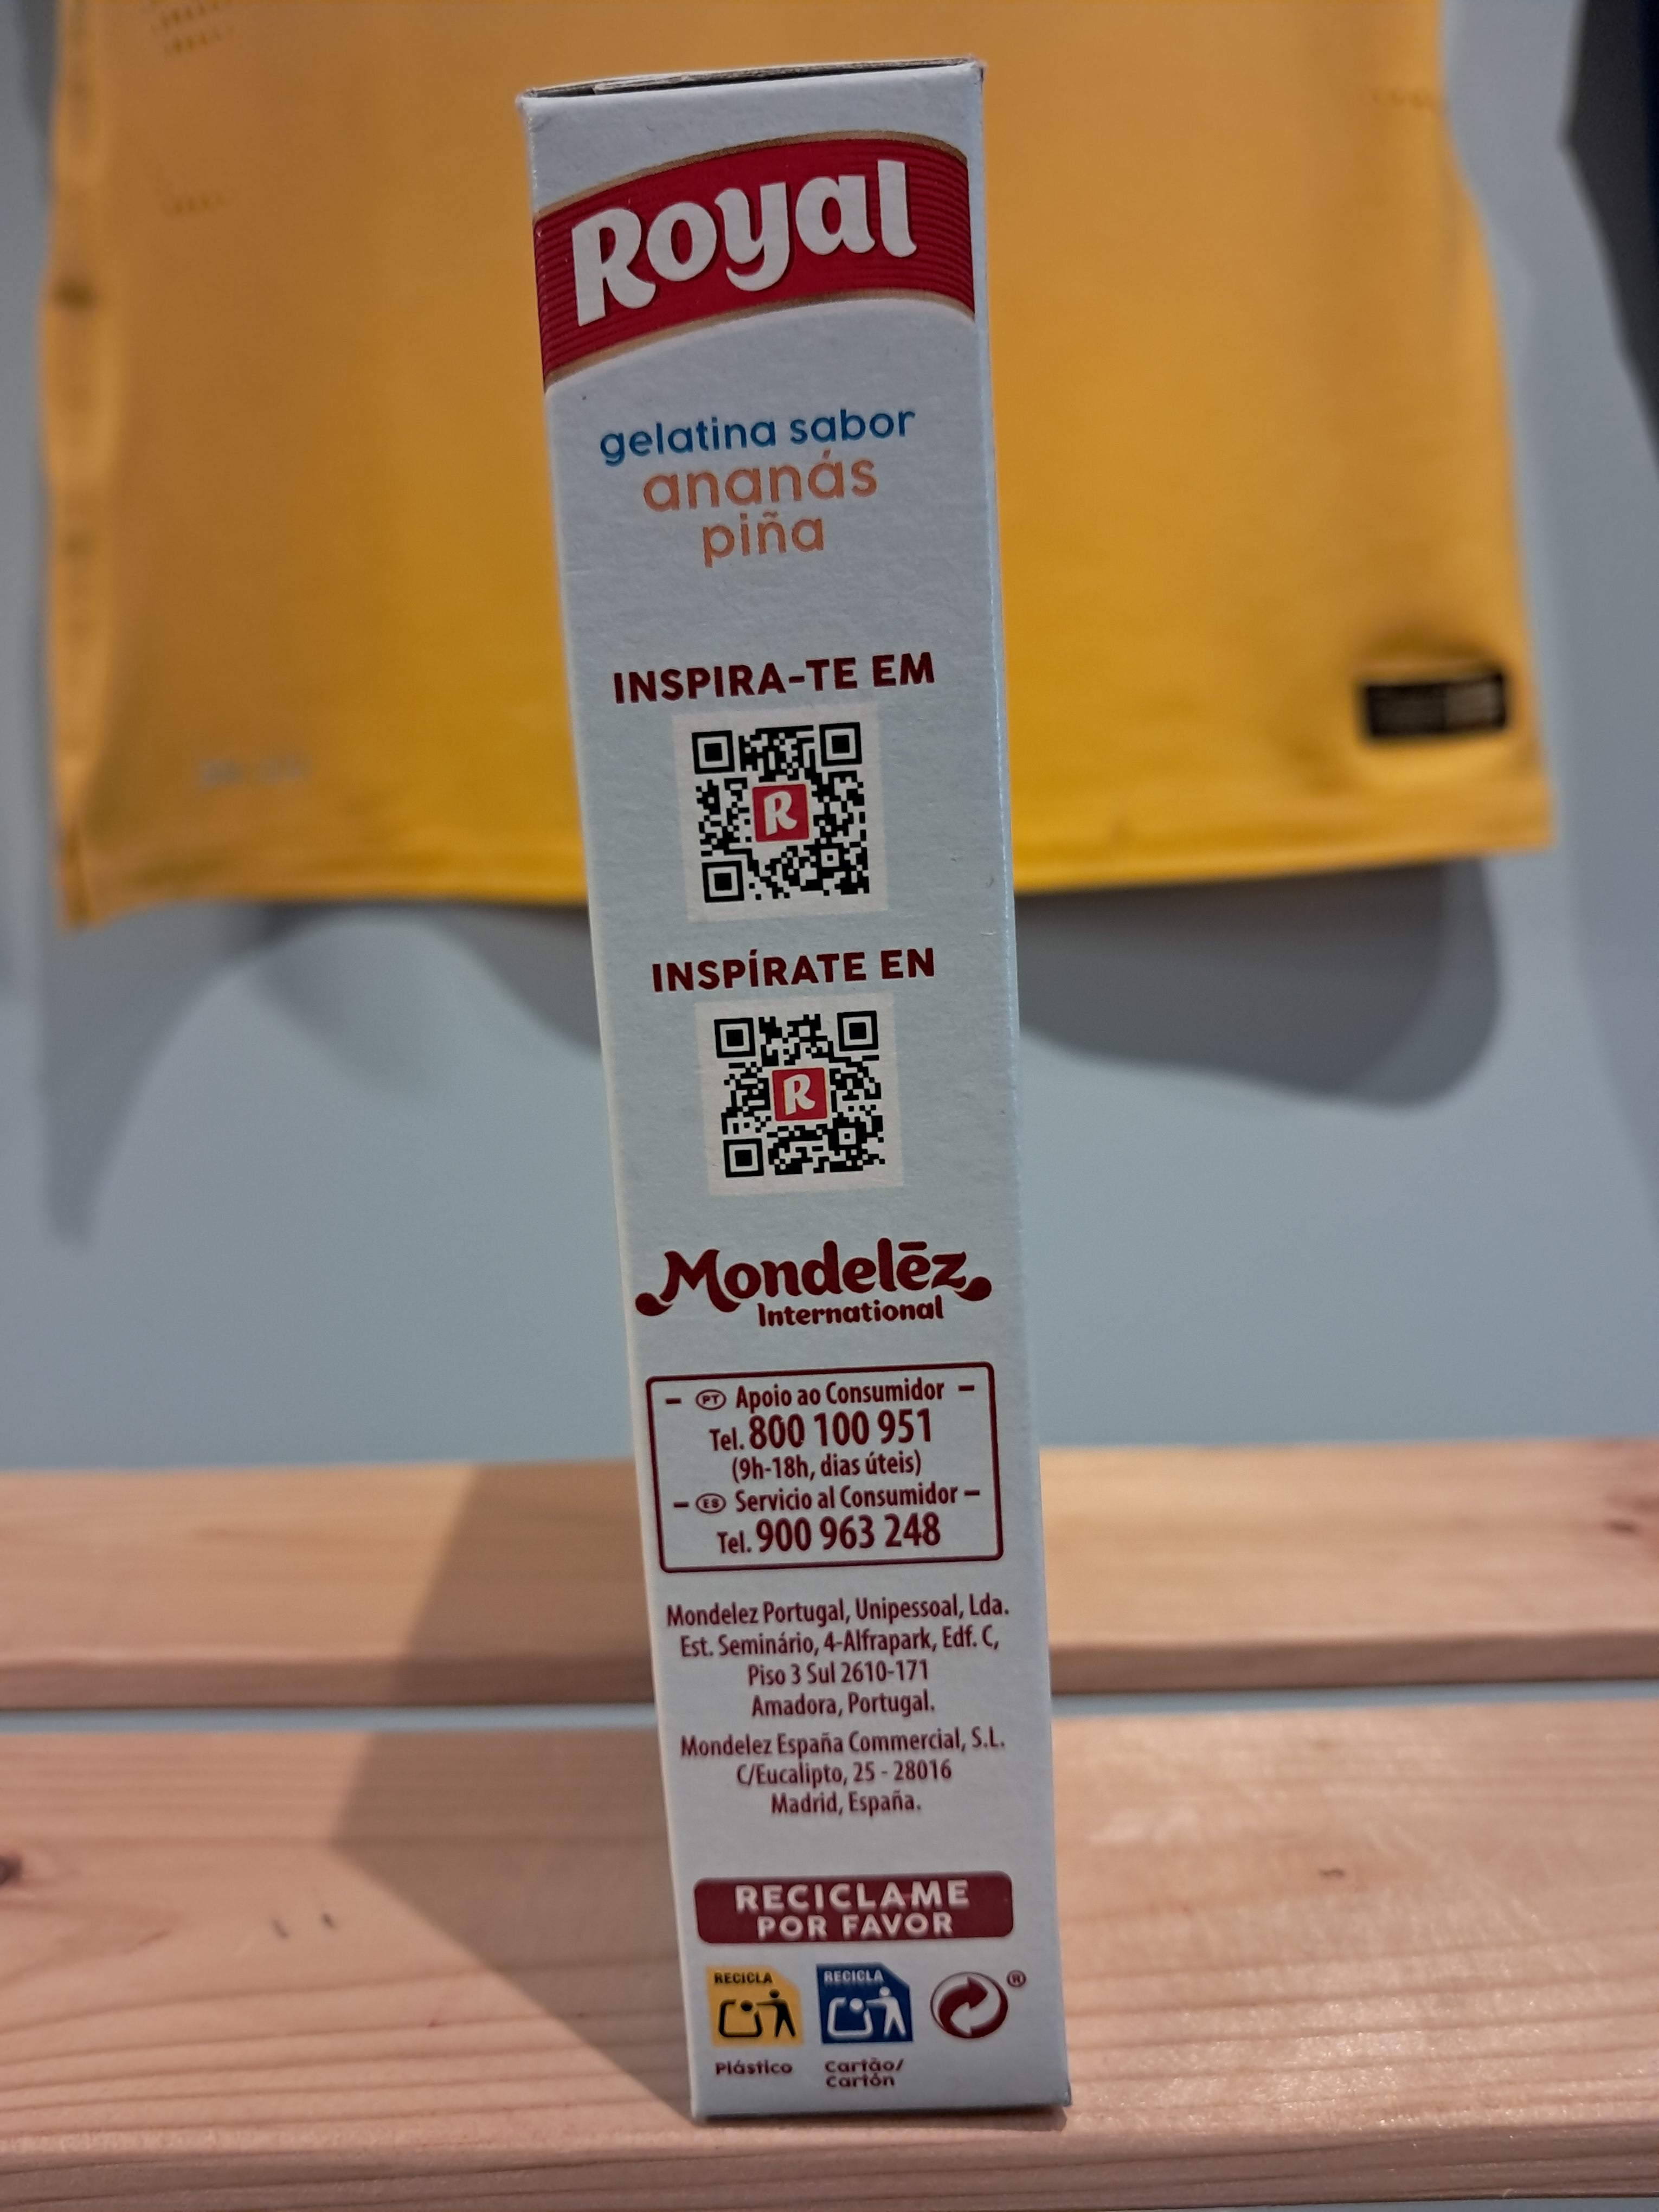 Royal
gelatina sabor
ananás
piña
INSPIRA-TE EM
R
INSPÍRATE EN
R
Mondelēz
International
PT Apoio ao Consumidor
Tel. 800 100 951
(9h-18h, dias úteis)
ES Servicio al Consumidor
Tel. 900 963 248
Mondelez Portugal, Unipessoal, Lda.
Est. Seminário, 4-Alfrapark, Edf. C,
Piso 3 Sul 2610-171
Amadora, Portugal.
Mondelez España Commercial, S.L.
C/Eucalipto, 25 - 28016
Madrid, España.
RECICLAME
POR FAVOR
RECICLA RECICLA ®
Plástico Cartão/
Cartón